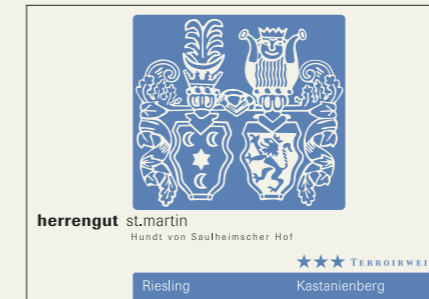 herrengut st.martin
Hundt von Saulheimscher Hof
★★★ TERROIRWEI
Riesling Kastanienberg